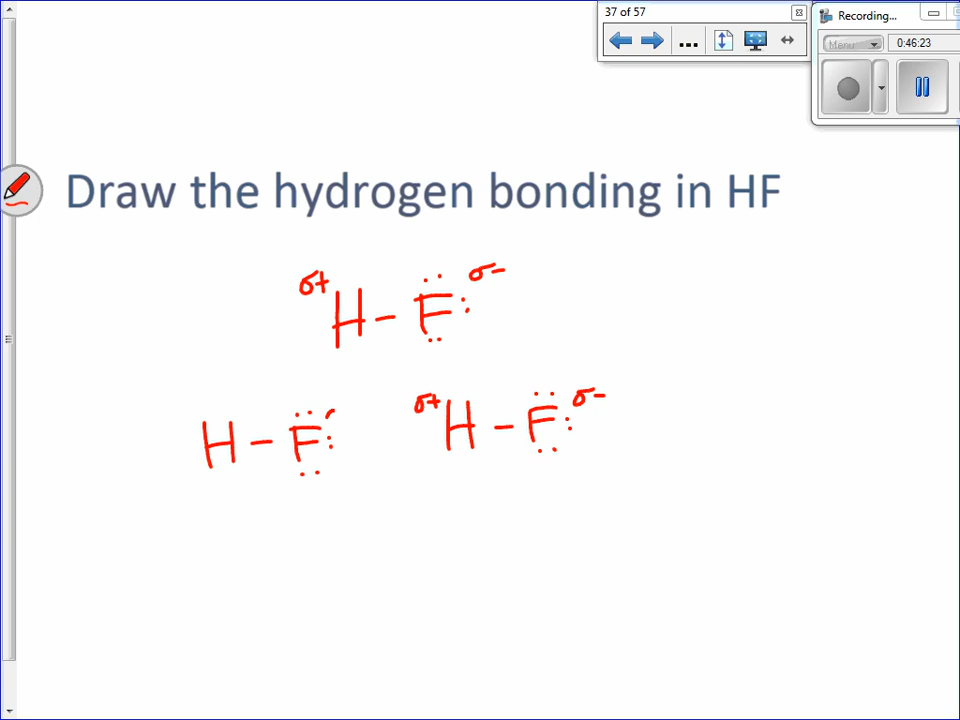 37 of 57
Recording...
Menu
0:46:23
Draw the hydrogen bonding in HF
σ+ H - F σ-
H - F σ+ H - F σ-